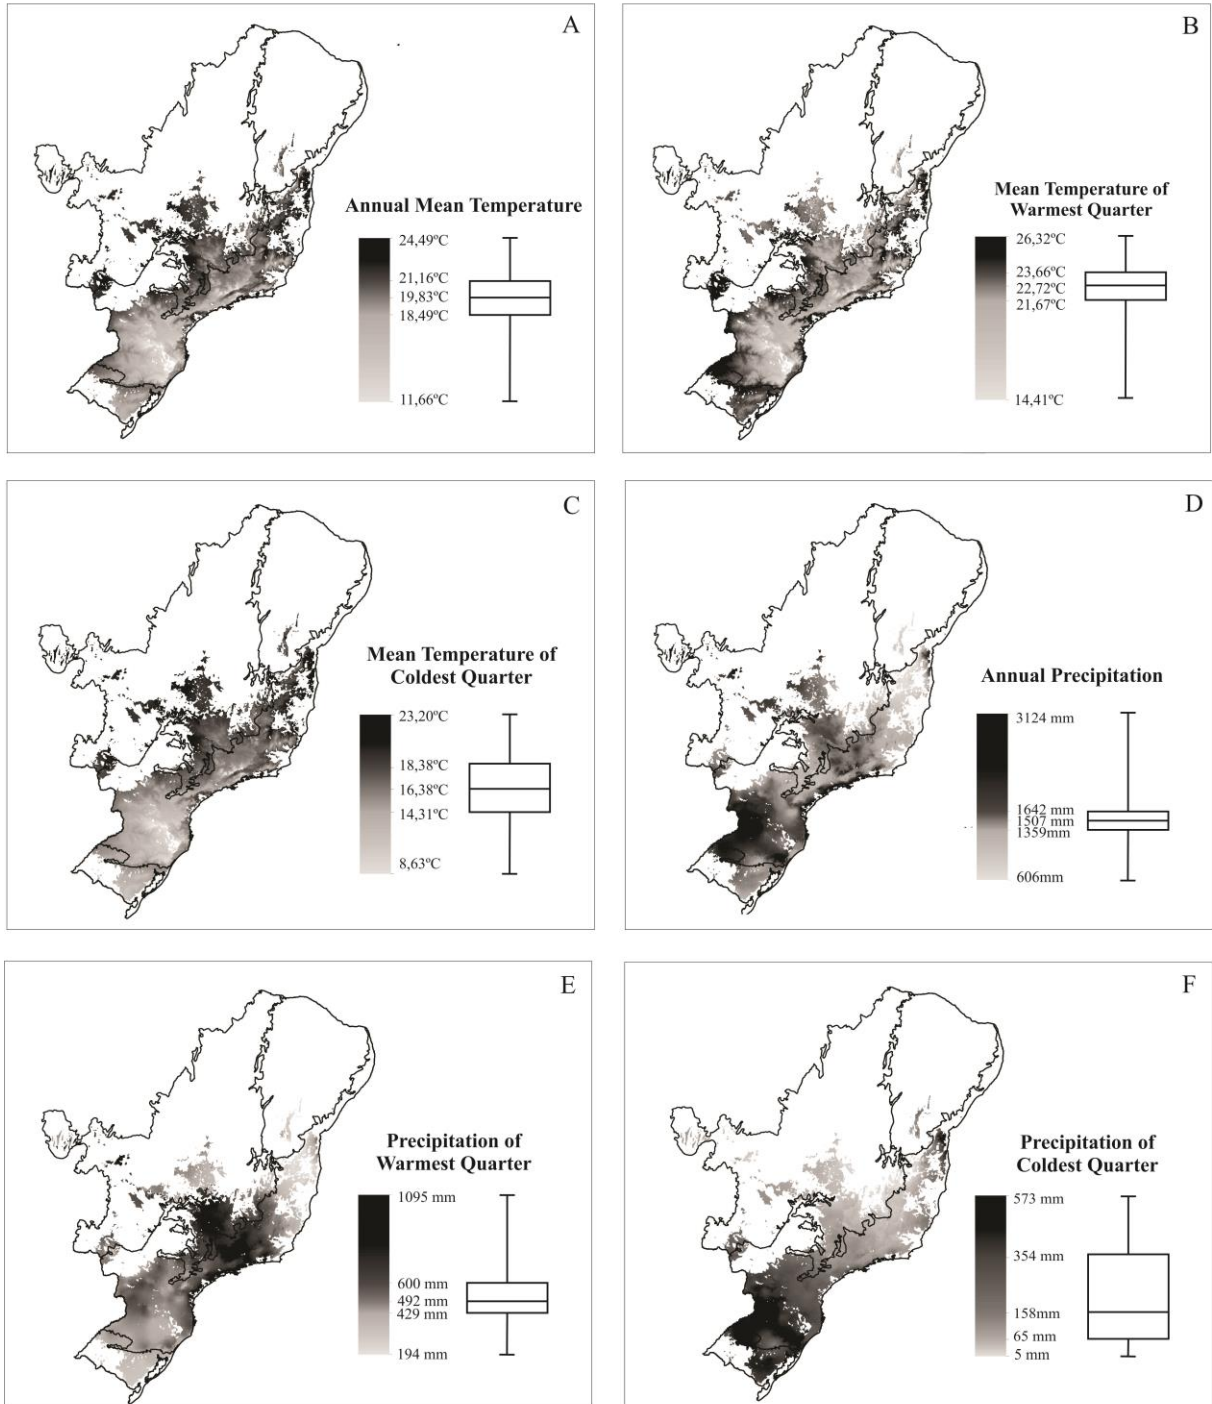 A
Annual Mean Temperature
24,49ºC
21,16ºC
19,83ºC
18,49ºC
11,66ºC
B
Mean Temperature of
Warmest Quarter
26,32ºC
23,66ºC
22,72ºC
21,67ºC
14,41ºC
C
Mean Temperature of
Coldest Quarter
23,20ºC
18,38ºC
16,38ºC
14,31ºC
8,63ºC
D
Annual Precipitation
3124 mm
1642 mm
1507 mm
1359mm
606mm
E
Precipitation of
Warmest Quarter
1095 mm
600 mm
492 mm
429 mm
194 mm
F
Precipitation of
Coldest Quarter
573 mm
354 mm
158mm
65 mm
5 mm